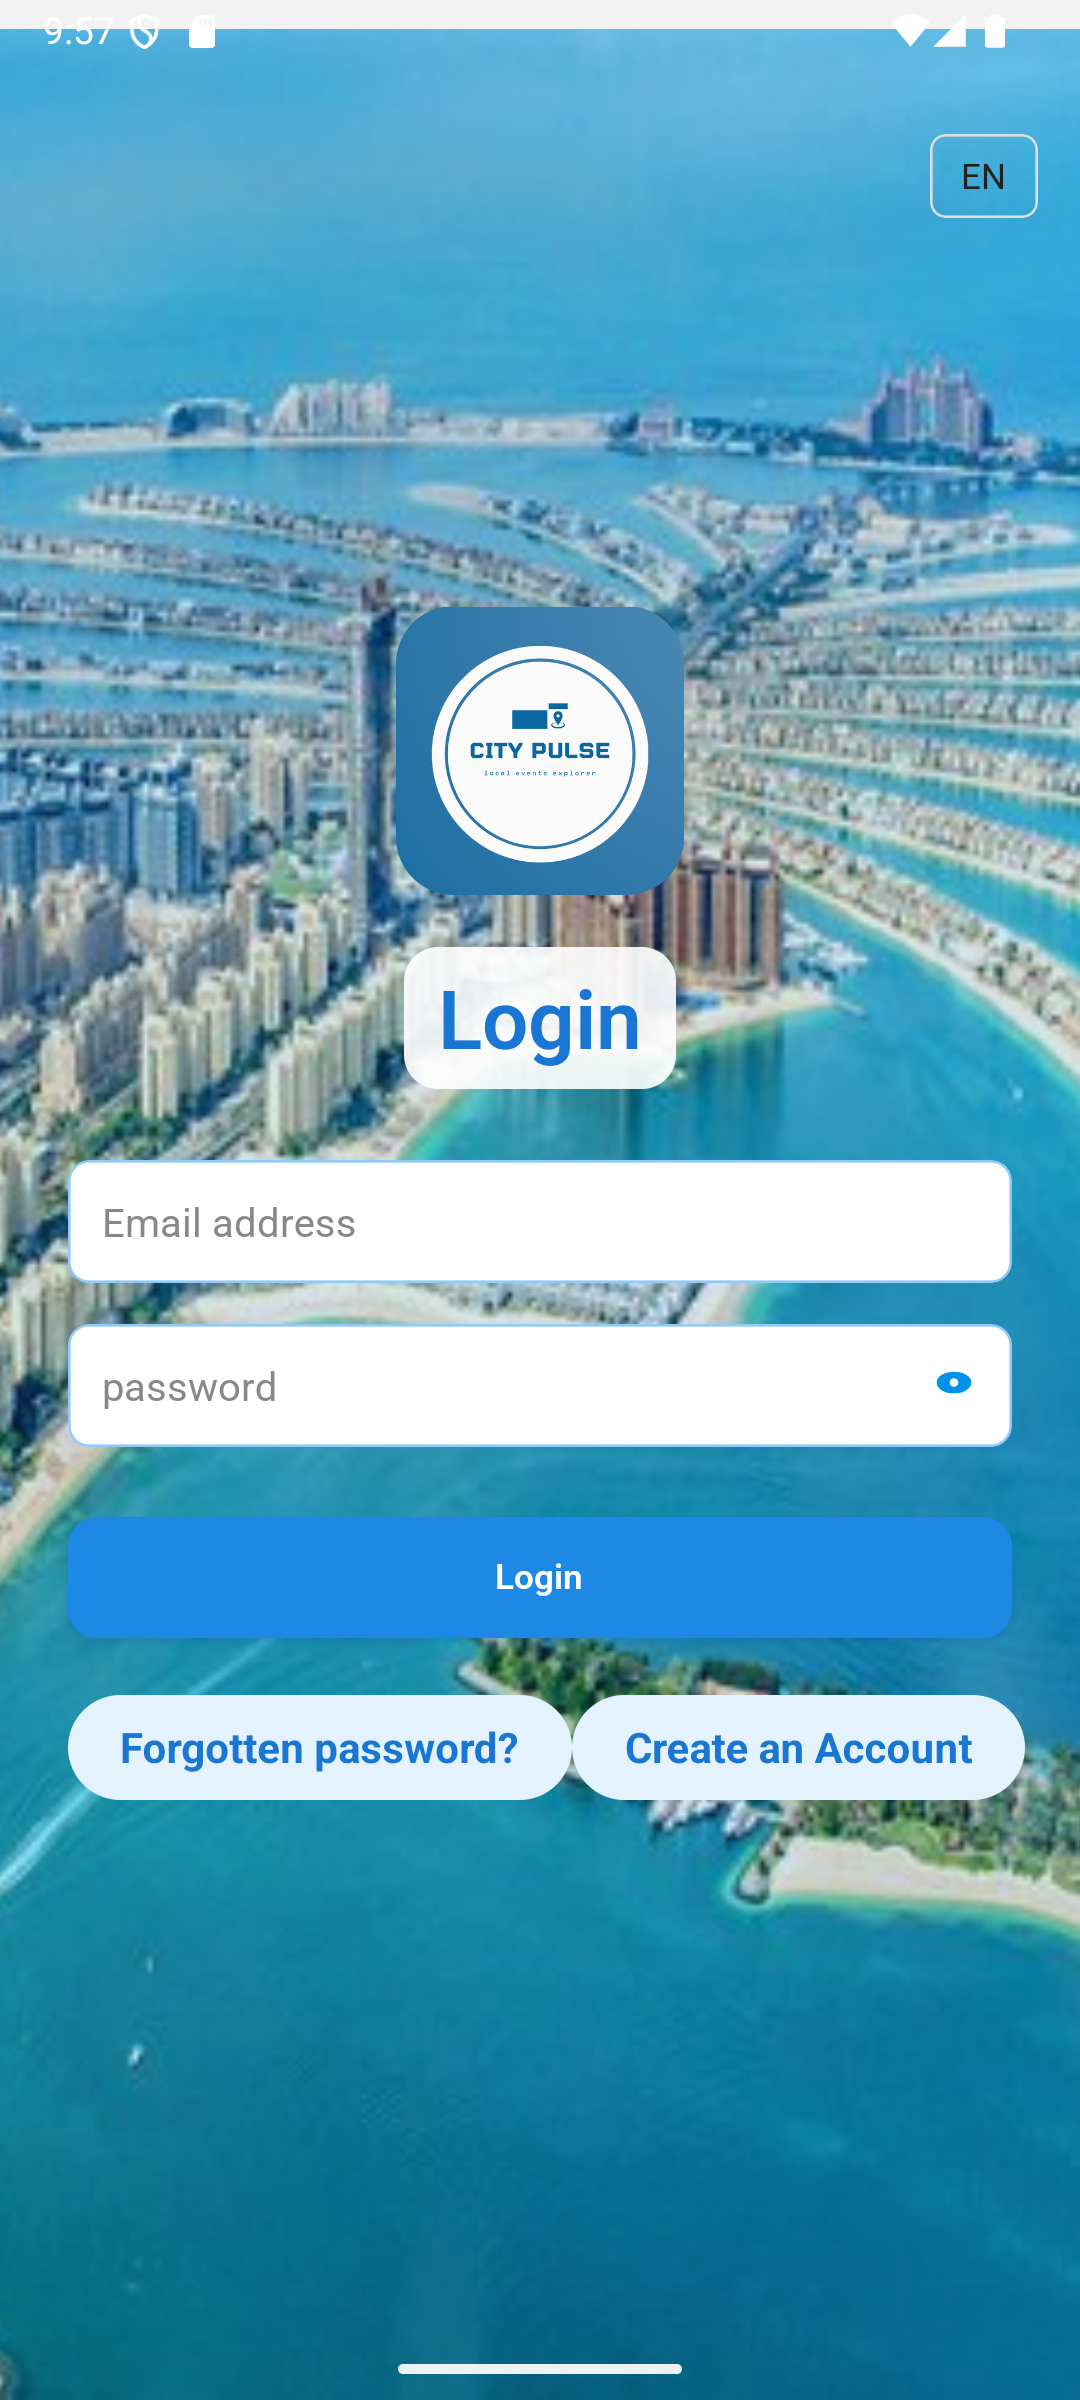 9:57
EN
CITY PULSE
local events explorer
Login
Email address
password
Login
Forgotten password?
Create an Account